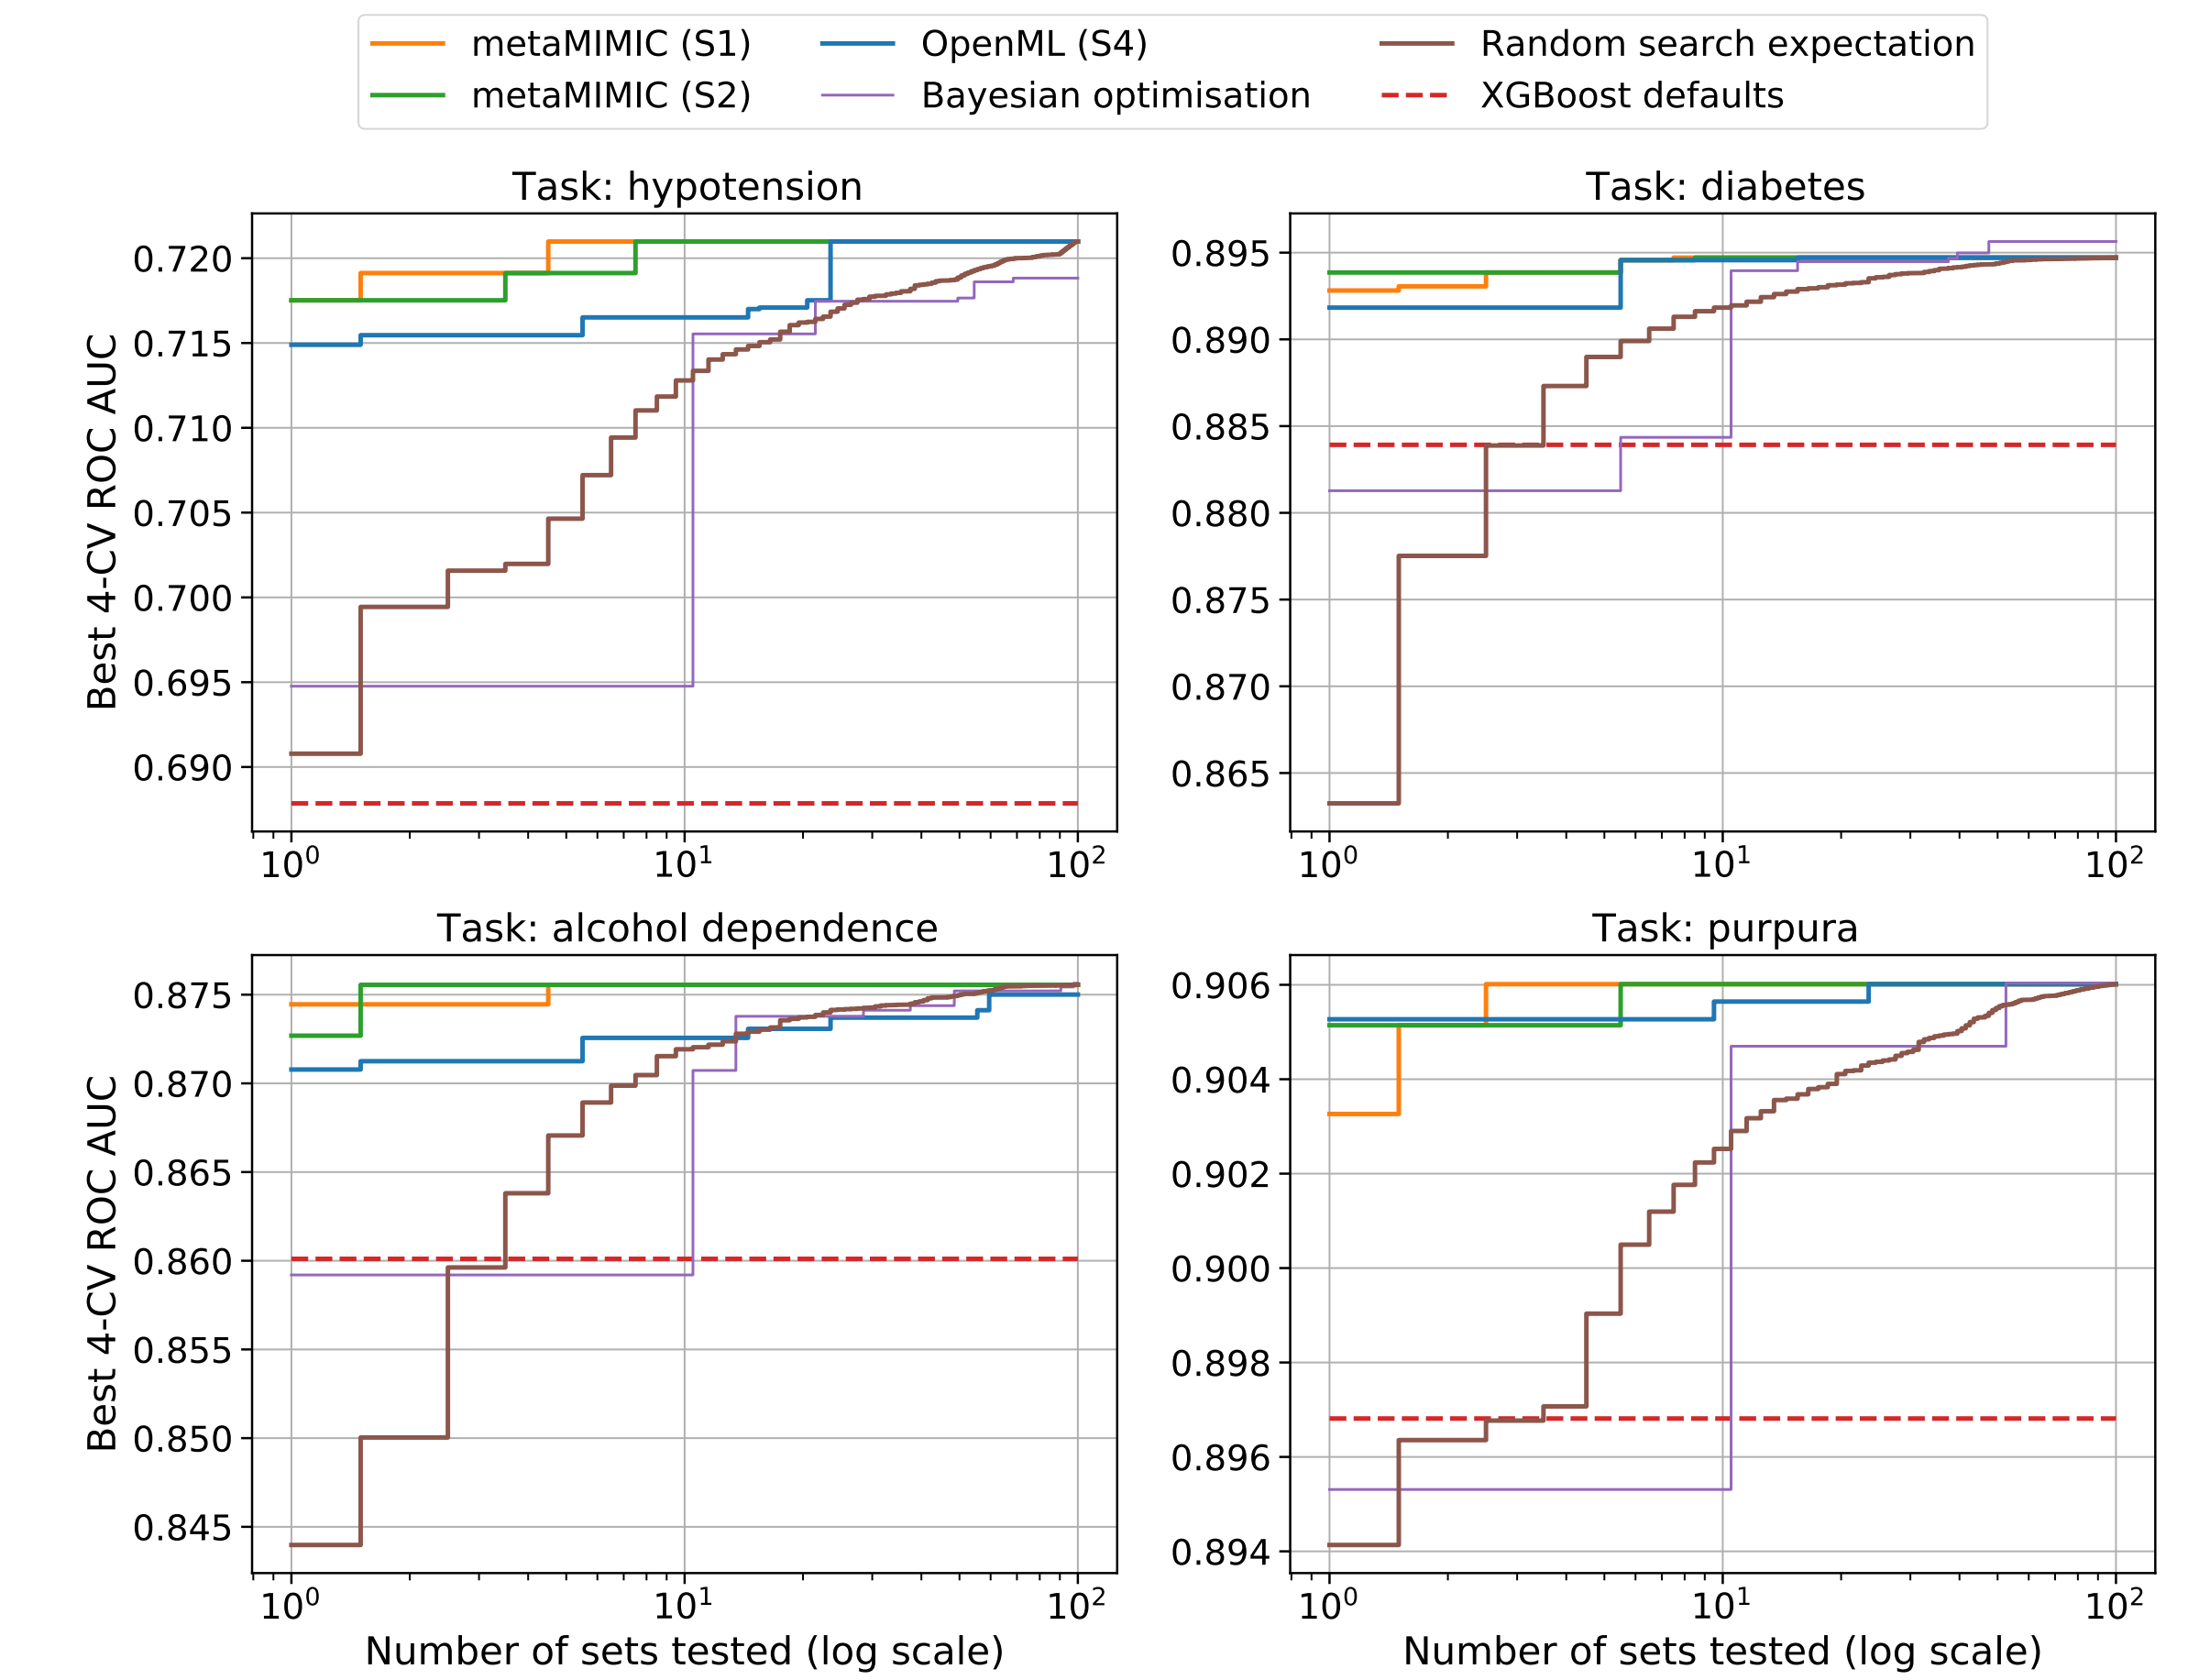 metaMIMIC (S1) OpenML (S4) Random search expectation
metaMIMIC (S2) Bayesian optimisation XGBoost defaults
Task: hypotension
Best 4-CV ROC AUC
0.720
0.715
0.710
0.705
0.700
0.695
0.690
10⁰ 10¹ 10²
Task: diabetes
0.895
0.890
0.885
0.880
0.875
0.870
0.865
10⁰ 10¹ 10²
Task: alcohol dependence
Best 4-CV ROC AUC
0.875
0.870
0.865
0.860
0.855
0.850
0.845
10⁰ 10¹ 10²
Number of sets tested (log scale)
Task: purpura
0.906
0.904
0.902
0.900
0.898
0.896
0.894
10⁰ 10¹ 10²
Number of sets tested (log scale)